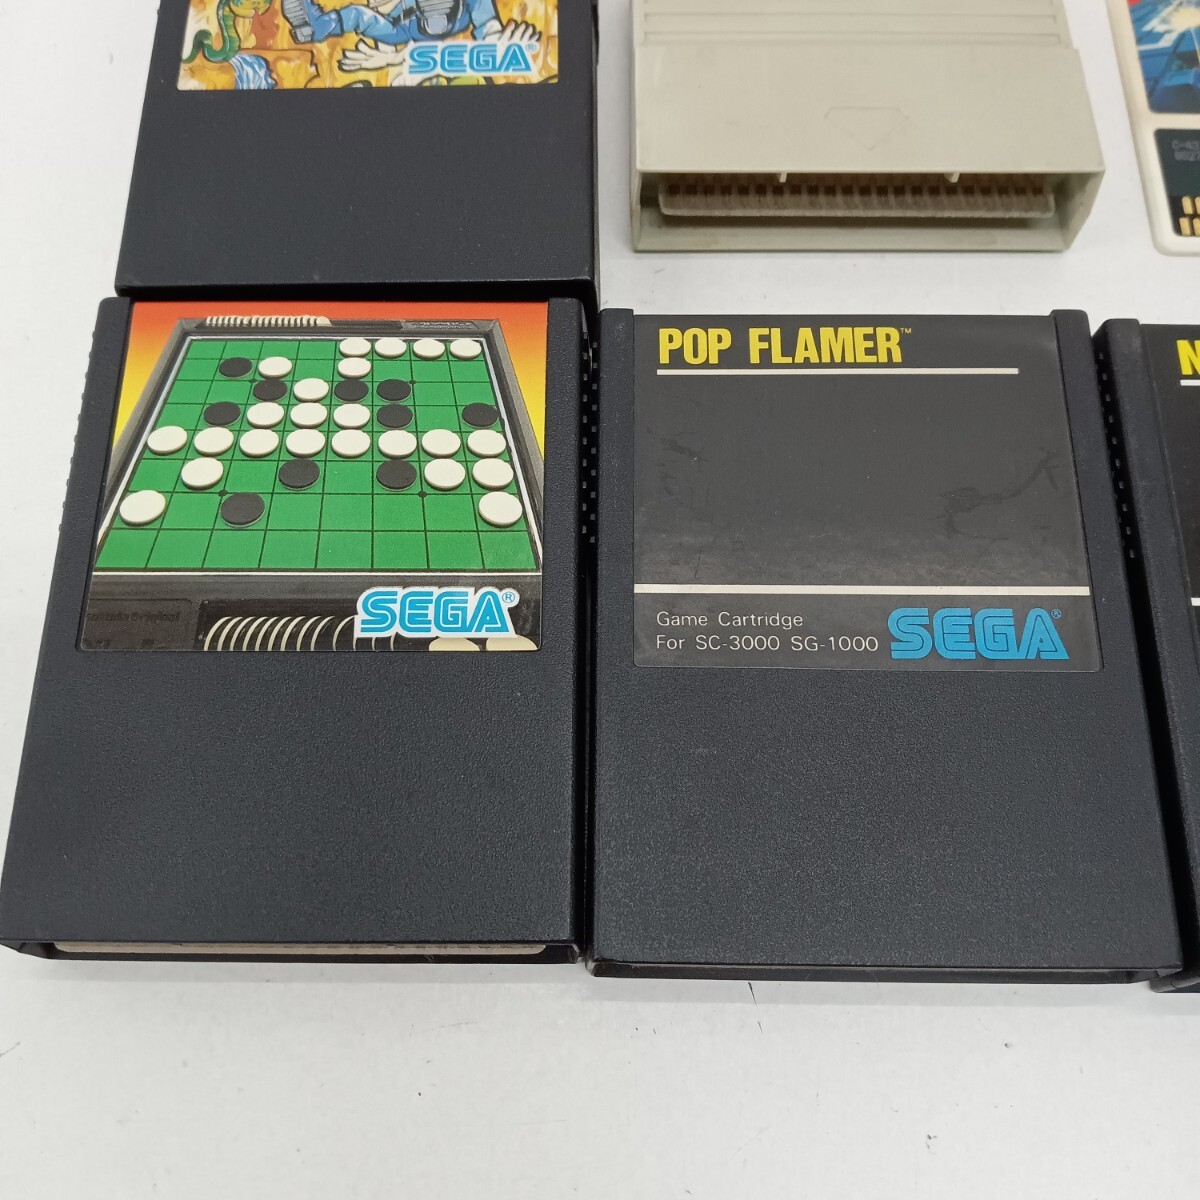 SEGA®
SEGA®
POP FLAMER™
Game Cartridge
For SC-3000 SG-1000
SEGA®
N